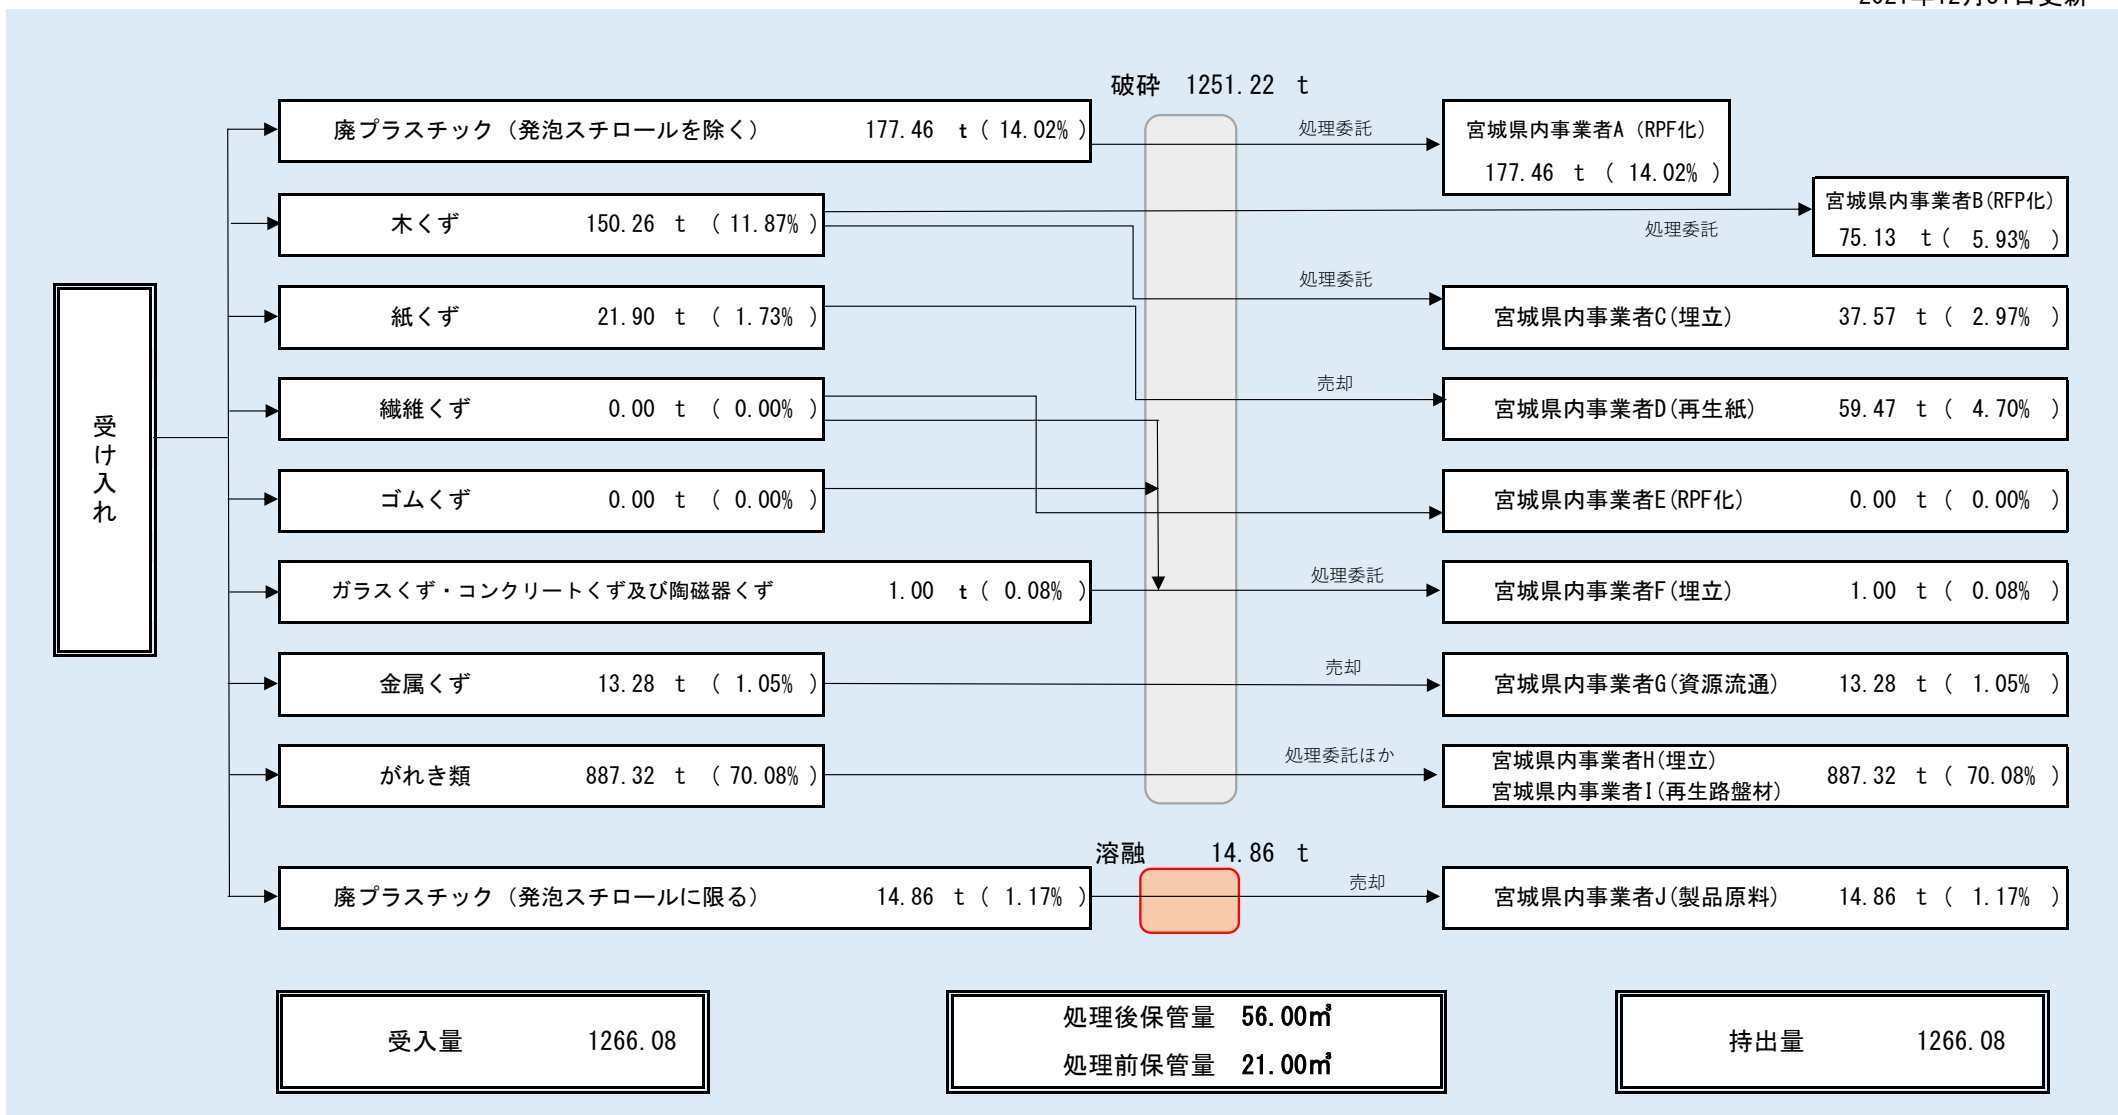 破砕 1251.22 t
廃プラスチック（発泡スチロールを除く） 177.46 t ( 14.02% )
処理委託
宮城県内事業者A（RPF化）
177.46 t ( 14.02% )
木くず 150.26 t ( 11.87% )
処理委託
宮城県内事業者B(RFP化)
75.13 t ( 5.93% )
紙くず 21.90 t ( 1.73% )
処理委託
宮城県内事業者C(埋立) 37.57 t ( 2.97% )
受け入れ
繊維くず 0.00 t ( 0.00% )
売却
宮城県内事業者D(再生紙) 59.47 t ( 4.70% )
ゴムくず 0.00 t ( 0.00% )
宮城県内事業者E(RPF化) 0.00 t ( 0.00% )
ガラスくず・コンクリートくず及び陶磁器くず 1.00 t ( 0.08% )
処理委託
宮城県内事業者F(埋立) 1.00 t ( 0.08% )
金属くず 13.28 t ( 1.05% )
売却
宮城県内事業者G(資源流通) 13.28 t ( 1.05% )
がれき類 887.32 t ( 70.08% )
処理委託ほか
宮城県内事業者H(埋立)
宮城県内事業者I(再生路盤材)
887.32 t ( 70.08% )
溶融 14.86 t
廃プラスチック（発泡スチロールに限る） 14.86 t ( 1.17% )
売却
宮城県内事業者J(製品原料) 14.86 t ( 1.17% )
受入量 1266.08
処理後保管量 56.00㎥
処理前保管量 21.00㎥
持出量 1266.08